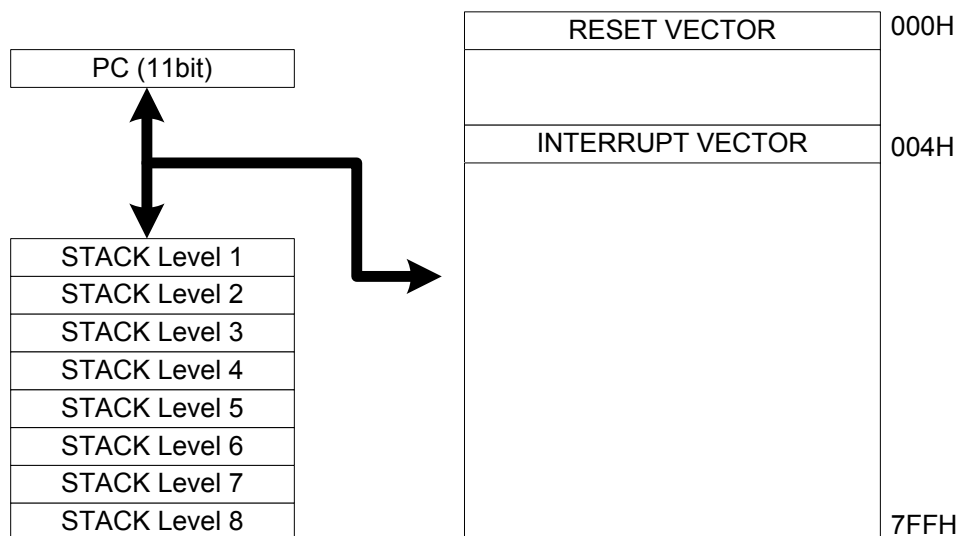 PC (11bit)
STACK Level 1
STACK Level 2
STACK Level 3
STACK Level 4
STACK Level 5
STACK Level 6
STACK Level 7
STACK Level 8
RESET VECTOR 000H
INTERRUPT VECTOR 004H
7FFH